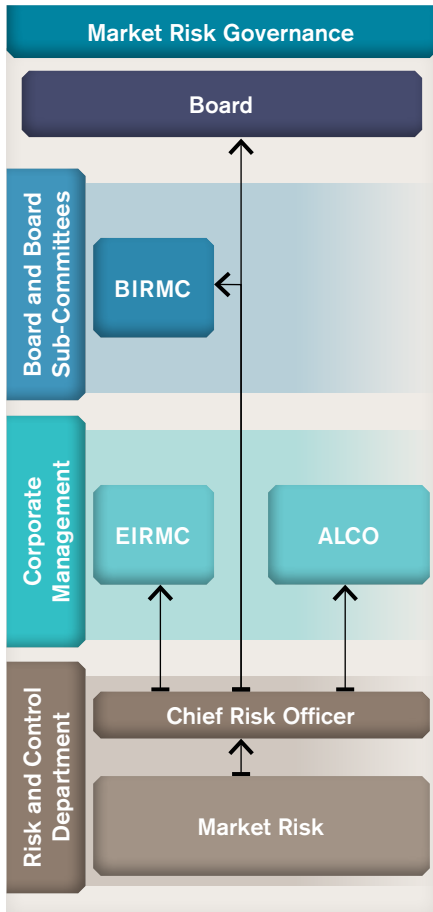 Market Risk Governance
Board
Board and Board
Sub-Committees
BIRMC
Corporate
Management
EIRMC
ALCO
Risk and Control
Department
Chief Risk Officer
Market Risk